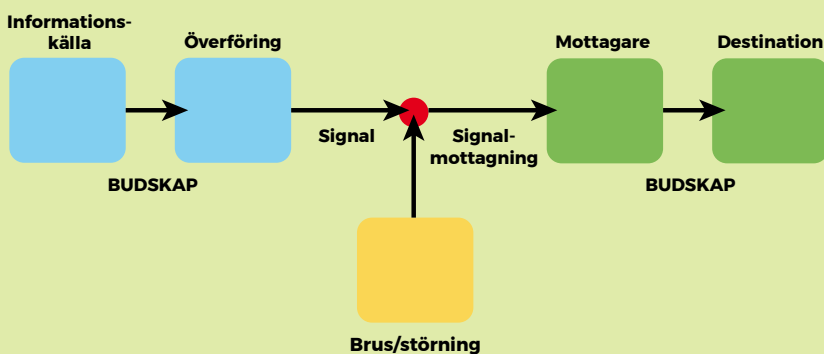 Informations-
källa
Överföring
Mottagare
Destination
Signal
Signal-
mottagning
BUDSKAP
BUDSKAP
Brus/störning